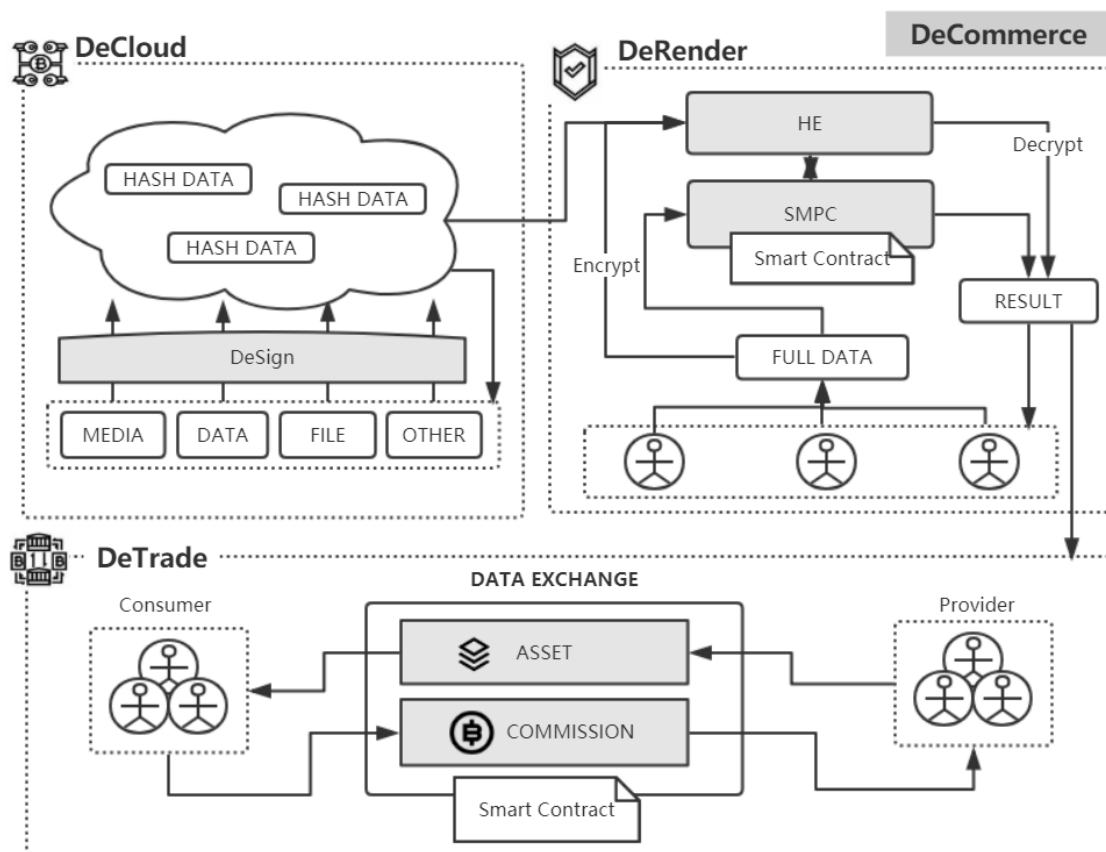 DeCommerce
DeCloud
HASH DATA
HASH DATA
HASH DATA
DeSign
MEDIA
DATA
FILE
OTHER
DeRender
HE
Decrypt
SMPC
Smart Contract
Encrypt
RESULT
FULL DATA
DeTrade
DATA EXCHANGE
Consumer
Provider
ASSET
COMMISSION
Smart Contract